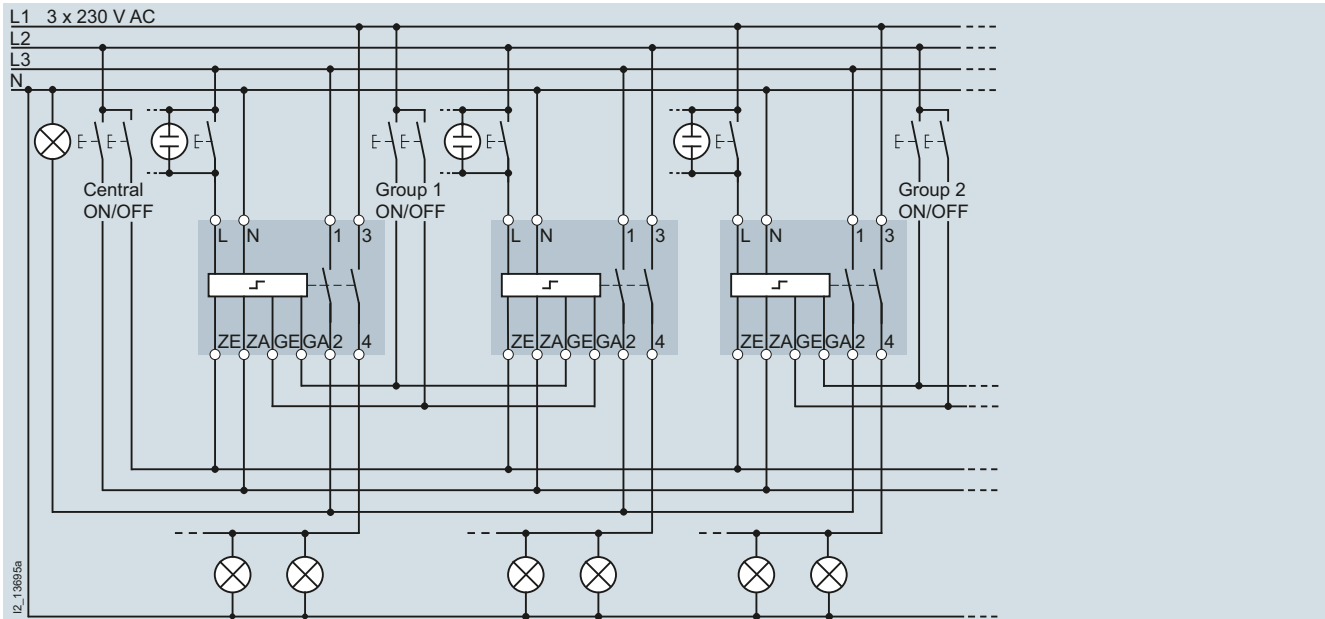 L1 3 x 230 V AC
L2
L3
N
Central
ON/OFF
Group 1
ON/OFF
Group 2
ON/OFF
L N 1 3
L N 1 3
L N 1 3
ZE ZA GE GA 2 4
ZE ZA GE GA 2 4
ZE ZA GE GA 2 4
I2_13695a